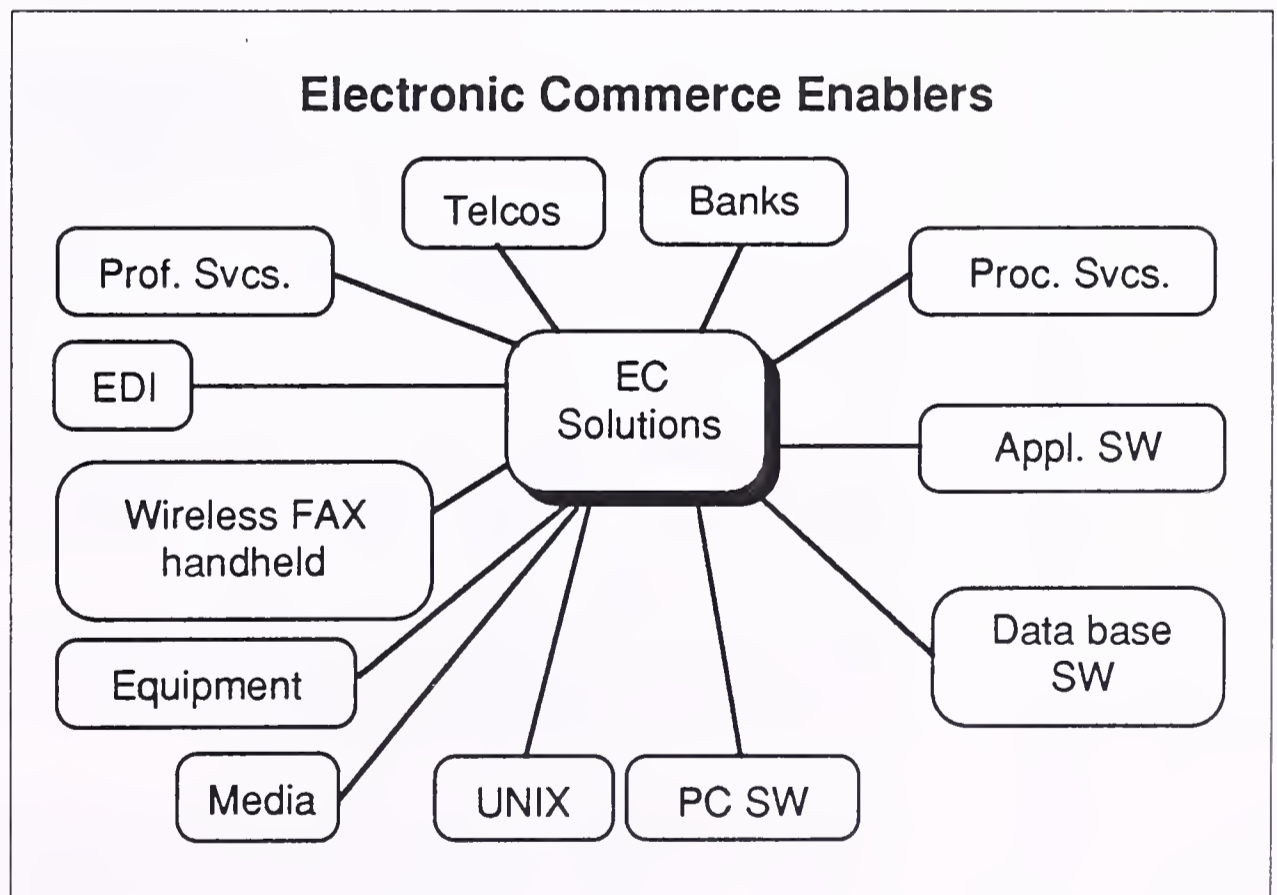 Electronic Commerce Enablers
Telcos
Banks
Prof. Svcs.
Proc. Svcs.
EDI
EC
Solutions
Appl. SW
Wireless FAX
handheld
Data base
SW
Equipment
Media
UNIX
PC SW